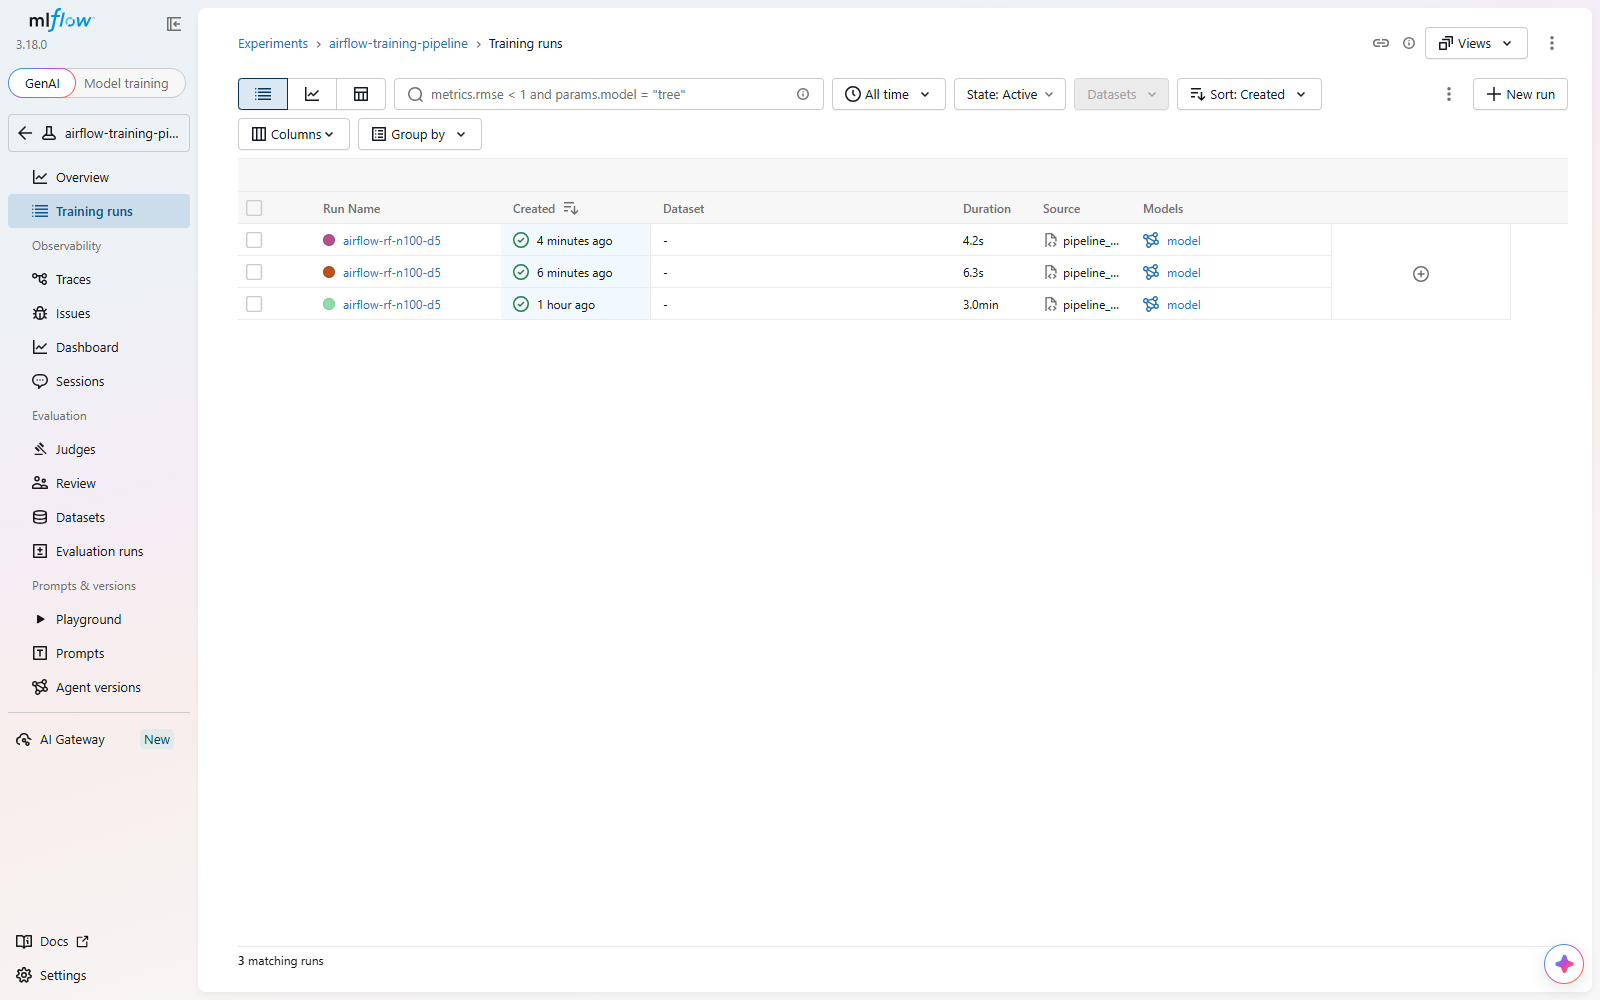 mlflow
3.18.0
GenAI
Model training
airflow-training-pi...
Overview
Training runs
Observability
Traces
Issues
Dashboard
Sessions
Evaluation
Judges
Review
Datasets
Evaluation runs
Prompts & versions
Playground
Prompts
Agent versions
AI Gateway
New
Docs
Settings
Experiments › airflow-training-pipeline › Training runs
Views
metrics.rmse < 1 and params.model = "tree"
All time
State: Active
Datasets
Sort: Created
New run
Columns
Group by
Run Name Created Dataset Duration Source Models
airflow-rf-n100-d5 4 minutes ago - 4.2s pipeline_... model
airflow-rf-n100-d5 6 minutes ago - 6.3s pipeline_... model
airflow-rf-n100-d5 1 hour ago - 3.0min pipeline_... model
3 matching runs